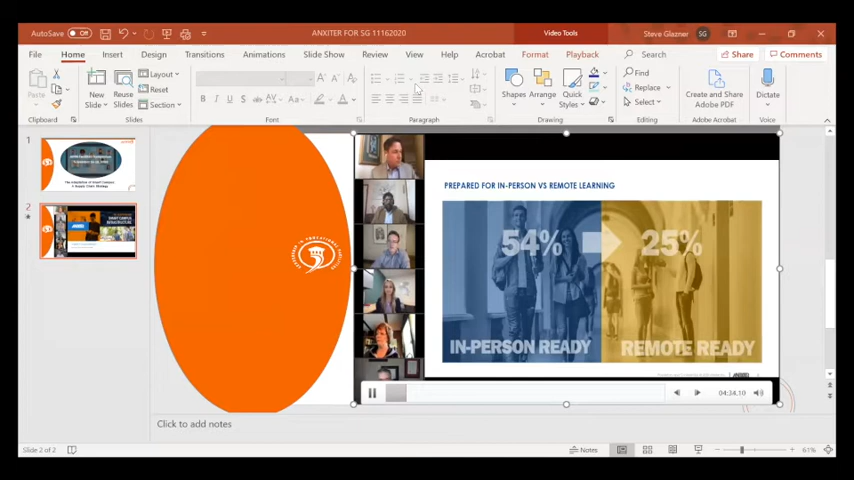 AutoSave Off
ANXITER FOR SG 11162020
Video Tools
Steve Glazner SG
File Home Insert Design Transitions Animations Slide Show Review View Help Acrobat Format Playback Search Share Comments
Paste
New Slide
Reuse Slides
Layout
Reset
Section
Shapes
Arrange
Quick Styles
Find
Replace
Select
Create and Share Adobe PDF
Dictate
Clipboard Slides Font Paragraph Drawing Editing Adobe Acrobat Voice
1
2
PREPARED FOR IN-PERSON VS REMOTE LEARNING
54% 25%
IN-PERSON READY REMOTE READY
04:34.10
Click to add notes
Slide 2 of 2
Notes
61%